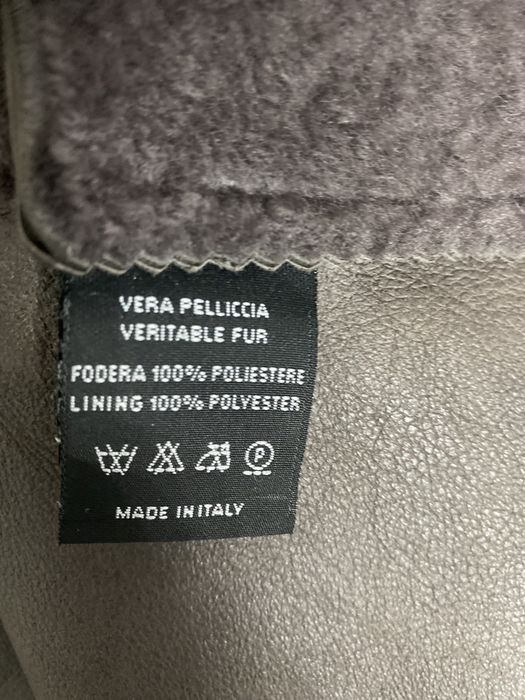 VERA PELLICCIA
VERITABLE FUR
FODERA 100% POLIESTERE
LINING 100% POLYESTER
P
MADE IN ITALY